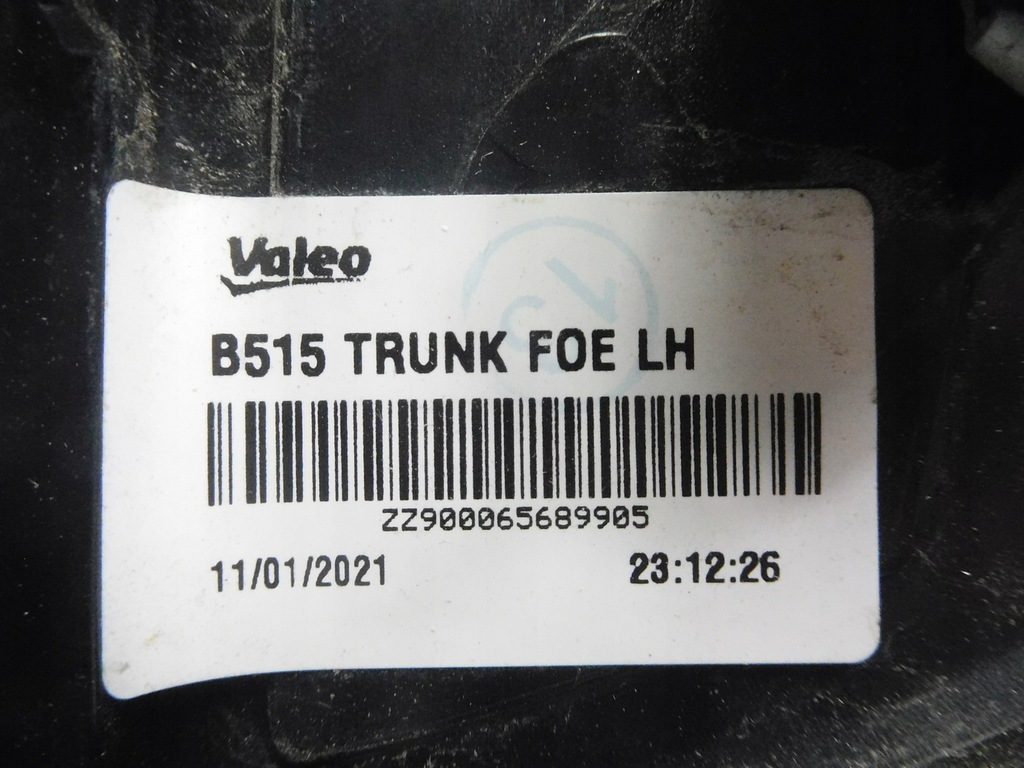 Valeo
B515 TRUNK FOE LH
ZZ900065689905
11/01/2021 23:12:26